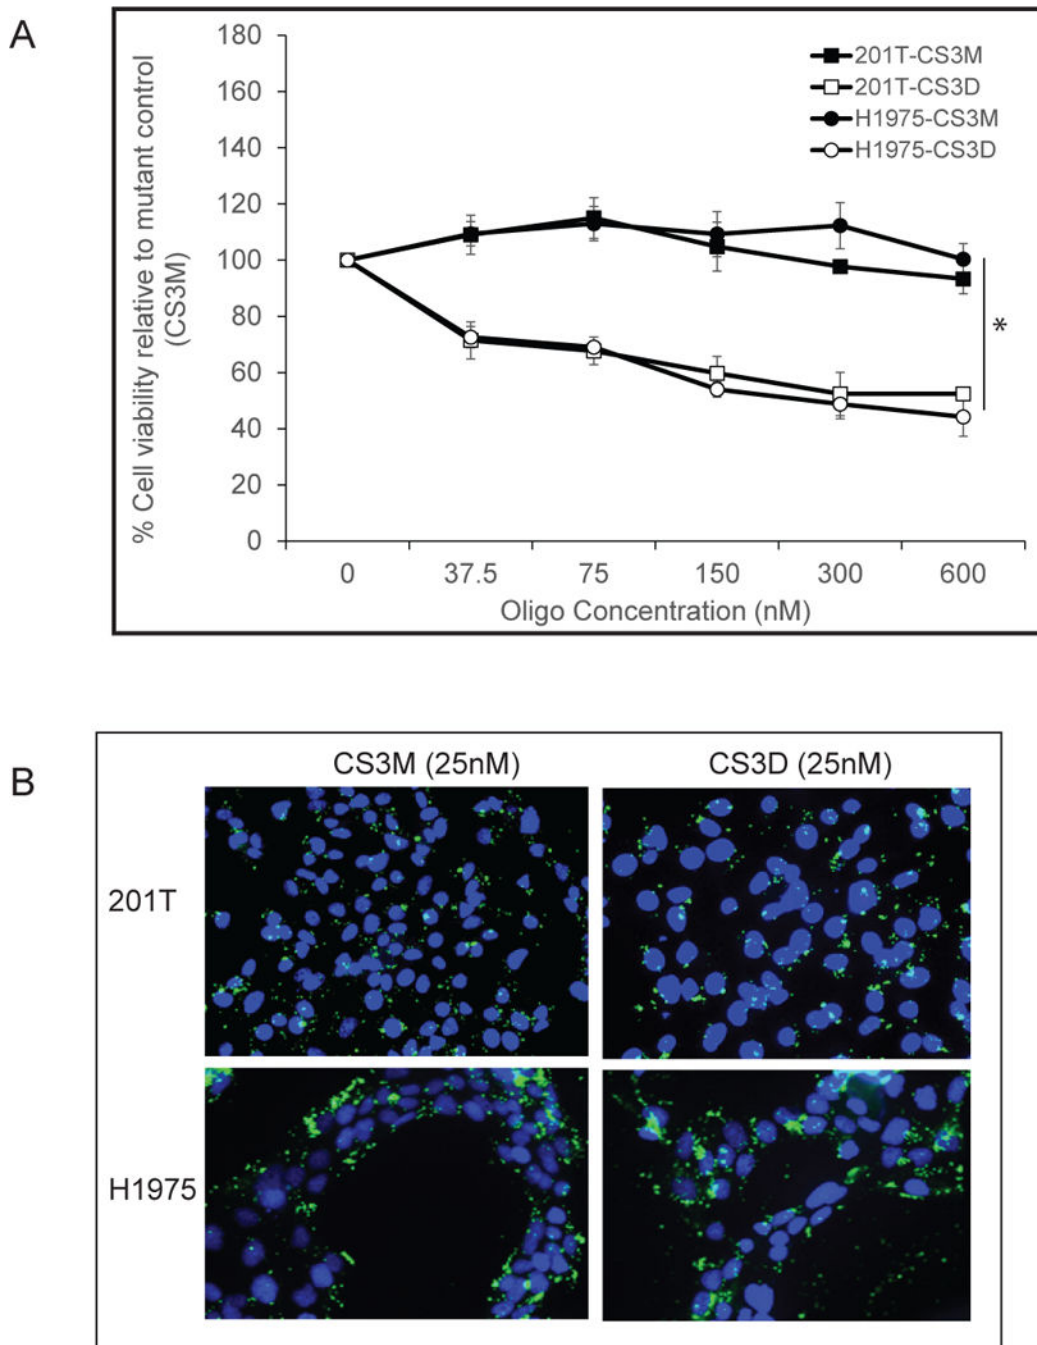 A
180
160
140
120
100
80
60
40
20
0
% Cell viability relative to mutant control
(CS3M)
201T-CS3M
201T-CS3D
H1975-CS3M
H1975-CS3D
*
0 37.5 75 150 300 600
Oligo Concentration (nM)
B
CS3M (25nM) CS3D (25nM)
201T
H1975